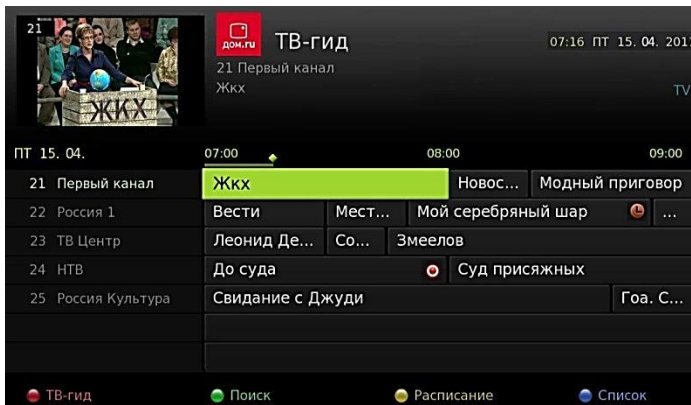 21
ЖКХ
дом.ru
ТВ-гид
07:16 ПТ 15. 04. 201
21 Первый канал
Жкх
TV
ПТ 15. 04.
07:00
08:00
09:00
21 Первый канал
Жкх
Новос...
Модный приговор
22 Россия 1
Вести
Мест...
Мой серебряный шар
...
23 ТВ Центр
Леонид Де...
Со...
Змеелов
24 НТВ
До суда
Суд присяжных
25 Россия Культура
Свидание с Джуди
Гоа. С...
ТВ-гид
Поиск
Расписание
Список